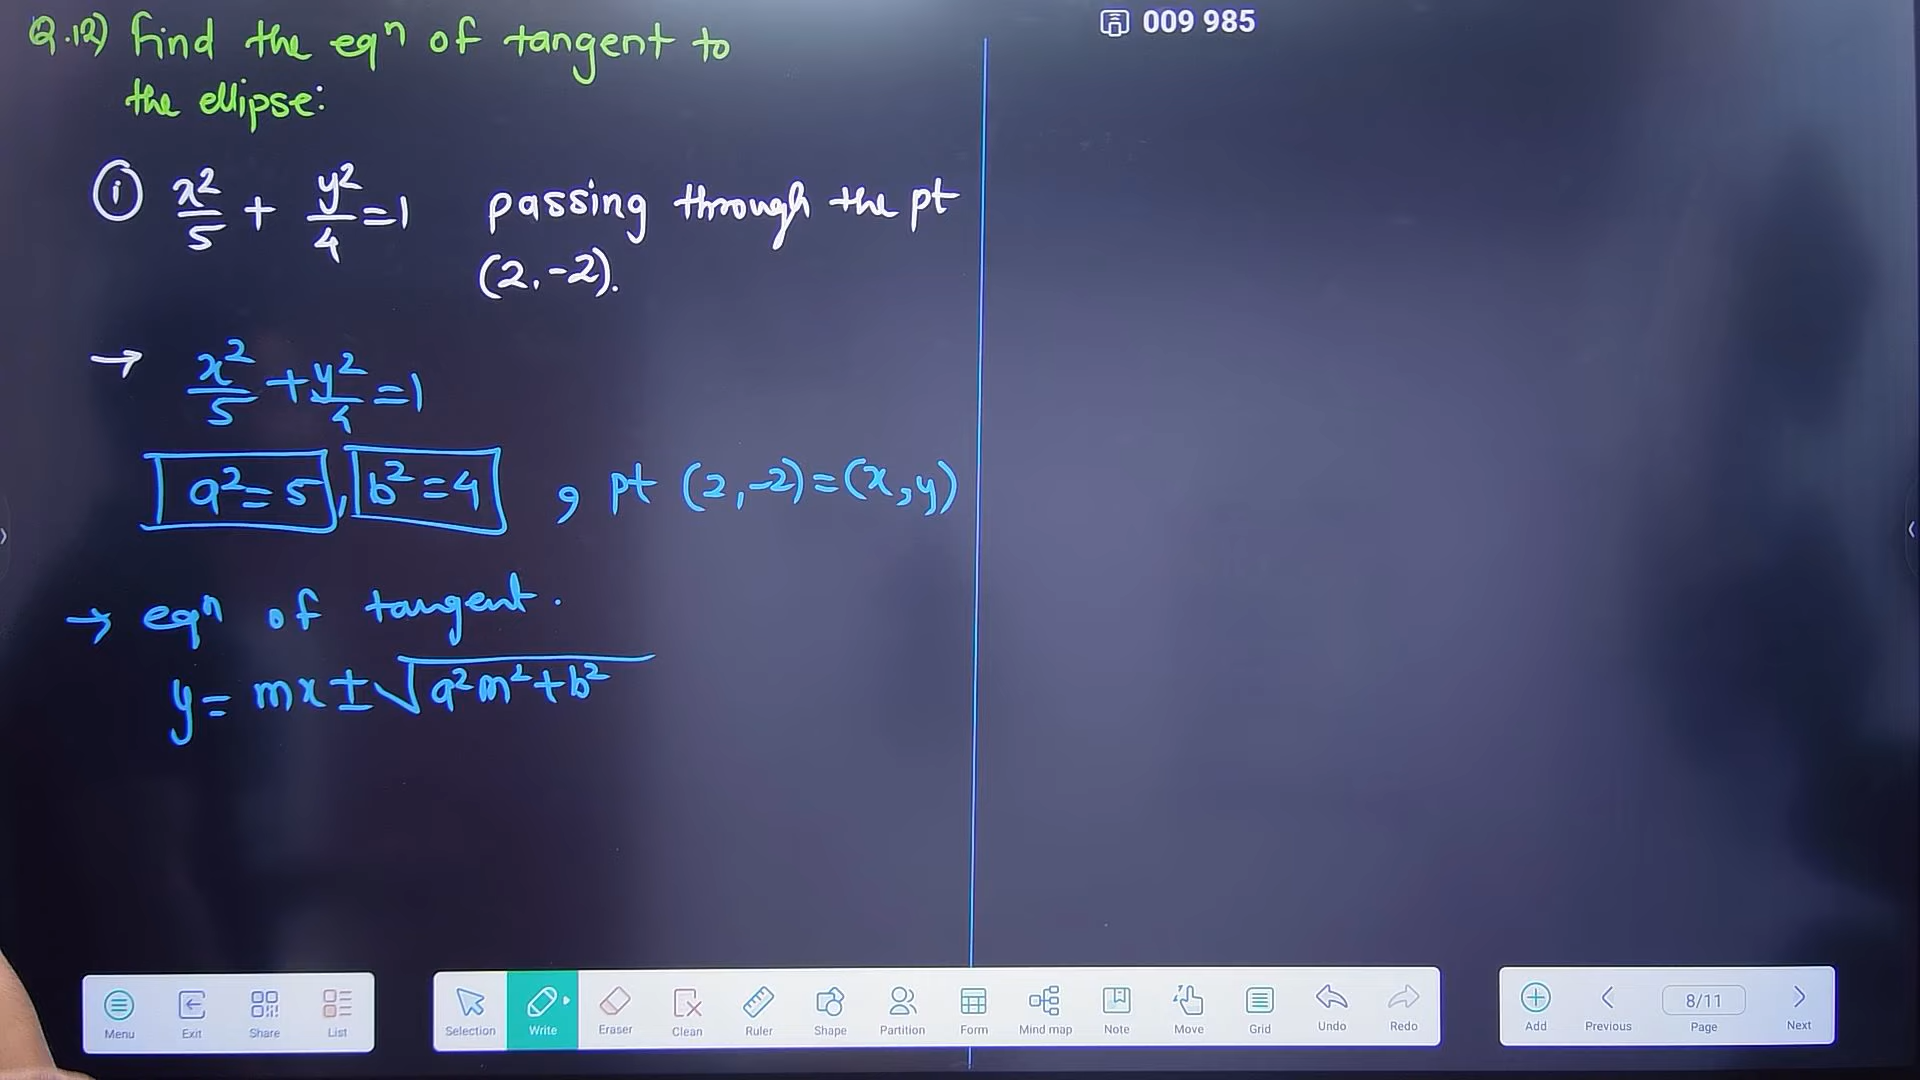 Q.12) find the eqⁿ of tangent to
the ellipse:
009 985
ⓘ x²/5 + y²/4 = 1 passing through the pt
(2,-2).
→ x²/5 + y²/4 = 1
a² = 5, b² = 4 , pt (2,-2) = (x,y)
→ eqⁿ of tangent.
y = mx ± √(a²m² + b²)
Menu Exit Share List Selection Write Eraser Clean Ruler Shape Partition Form Mind map Note Move Grid Undo Redo Add Previous 8/11 Page Next